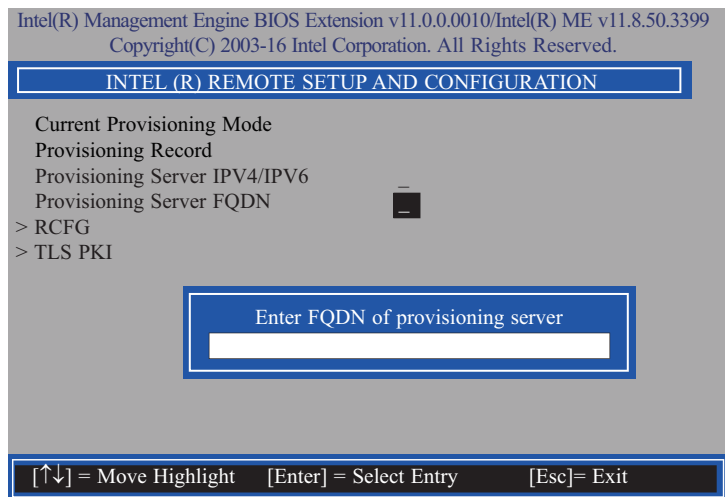 Intel(R) Management Engine BIOS Extension v11.0.0.0010/Intel(R) ME v11.8.50.3399
Copyright(C) 2003-16 Intel Corporation. All Rights Reserved.
INTEL (R) REMOTE SETUP AND CONFIGURATION
Current Provisioning Mode
Provisioning Record
Provisioning Server IPV4/IPV6 _
Provisioning Server FQDN _
> RCFG
> TLS PKI
Enter FQDN of provisioning server
[↑↓] = Move Highlight [Enter] = Select Entry [Esc]= Exit